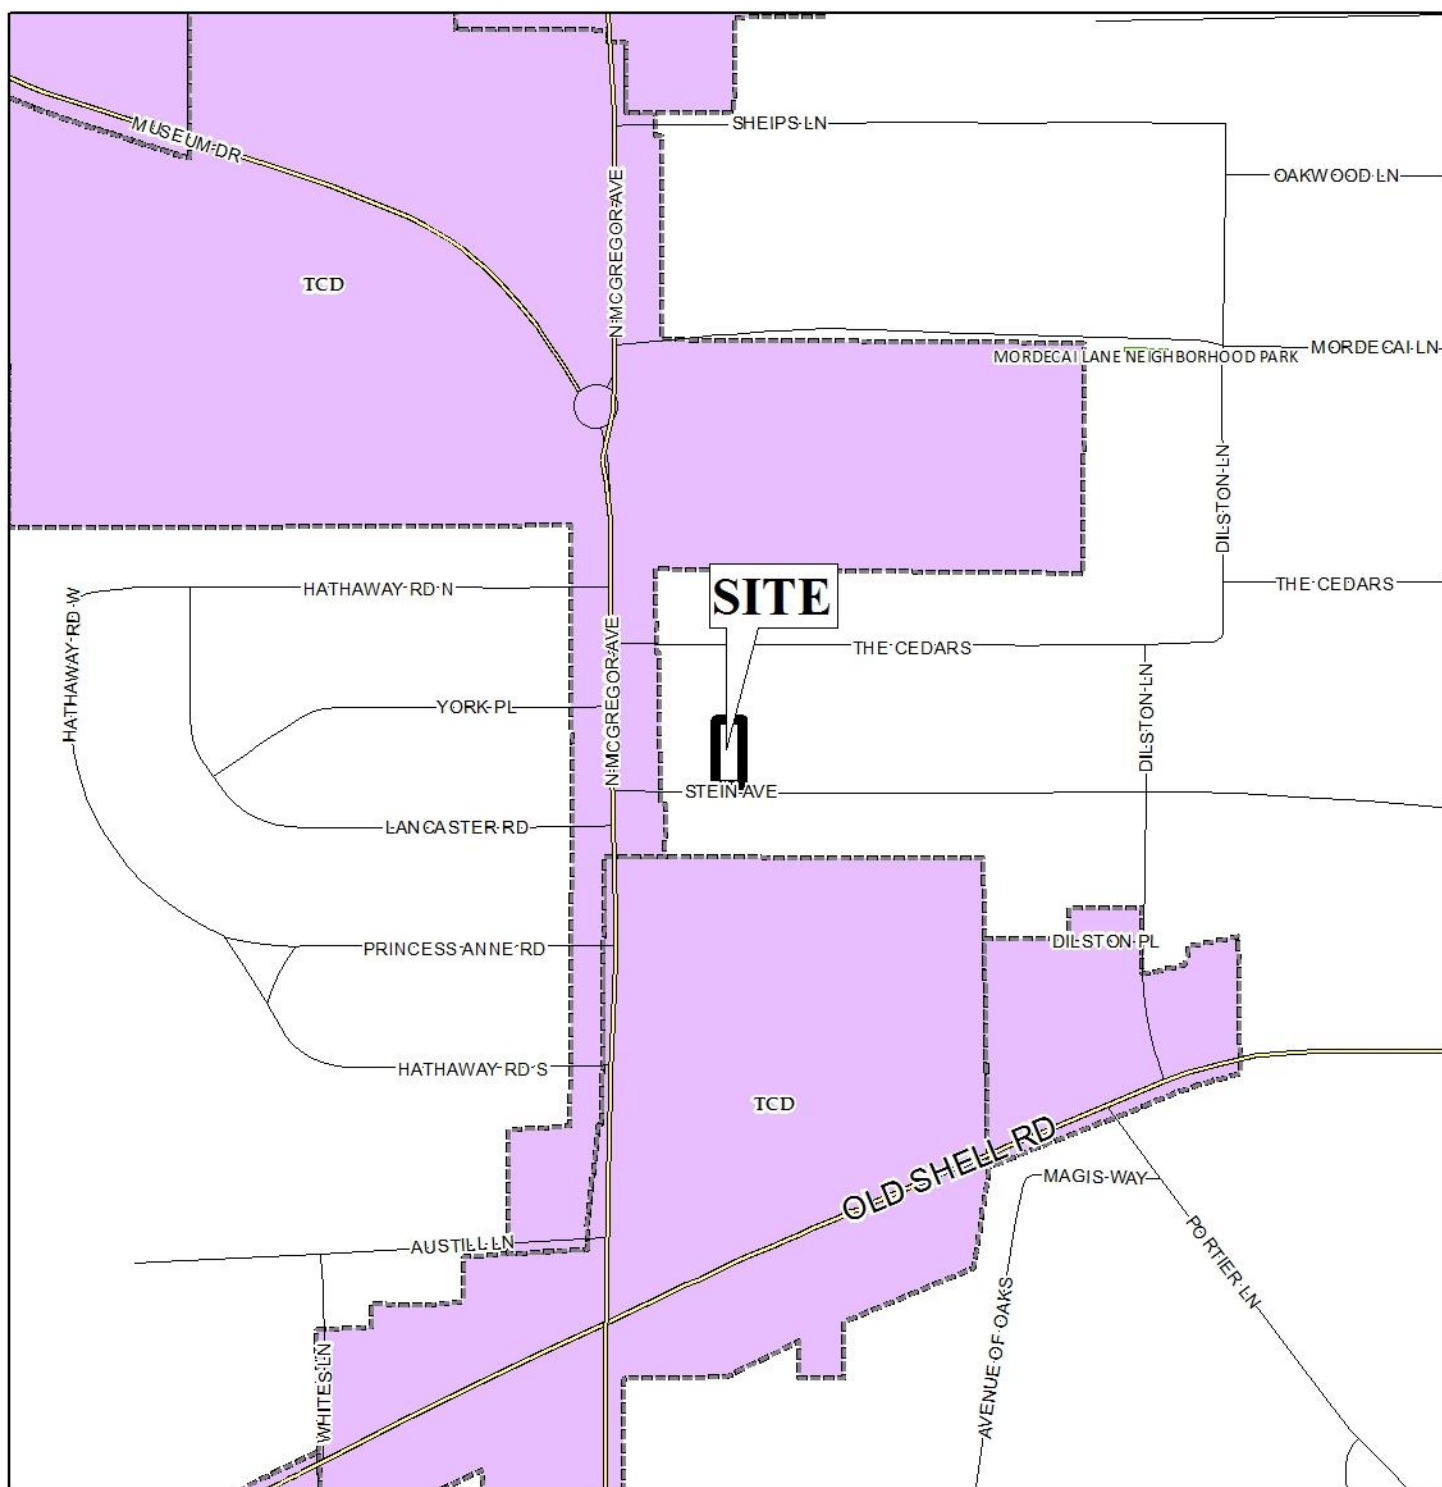 SHEIPS LN
MUSEUM DR
OAKWOOD LN
N MCGREGOR AVE
TCD
MORDECAI LN
MORDECAI LANE NEIGHBORHOOD PARK
DILSTON LN
SITE
HATHAWAY RD N
THE CEDARS
HATHAWAY RD W
THE CEDARS
N MCGREGOR AVE
YORK PL
DILSTON LN
STEIN AVE
LANCASTER RD
PRINCESS ANNE RD
DILSTON PL
HATHAWAY RD S
TCD
OLD SHELL RD
MAGIS WAY
AUSTILL LN
PORTIER LN
AVENUE OF OAKS
WHITES LN